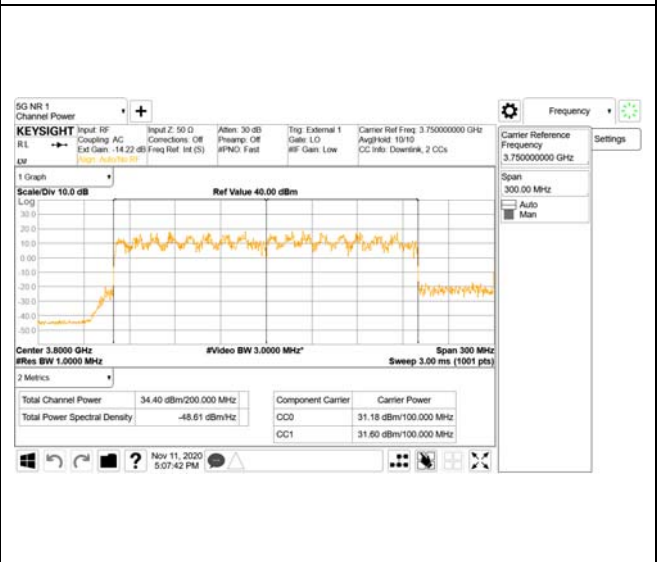 5G NR 1
Channel Power
Frequency
KEYSIGHT
Input: RF
Input Z: 50 Ω
Atten: 30 dB
Trig: External 1
Carrier Ref Freq: 3.750000000 GHz
RL
Coupling: AC
Corrections: Off
Preamp: Off
Gate: LO
Avg|Hold: 10/10
Ext Gain: -14.22 dB
Freq Ref: Int (S)
#PNO: Fast
#IF Gain: Low
CC Info: Downlink, 2 CCs
Align: Auto/No RF
Carrier Reference
Frequency
3.750000000 GHz
Settings
Span
300.00 MHz
Auto
Man
1 Graph
Scale/Div 10.0 dB
Ref Value 40.00 dBm
Log
30.0
20.0
10.0
0.00
-10.0
-20.0
-30.0
-40.0
-50.0
Center 3.8000 GHz
#Video BW 3.0000 MHz*
Span 300 MHz
#Res BW 1.0000 MHz
Sweep 3.00 ms (1001 pts)
2 Metrics
Total Channel Power
34.40 dBm/200.000 MHz
Total Power Spectral Density
-48.61 dBm/Hz
Component Carrier
Carrier Power
CC0
31.18 dBm/100.000 MHz
CC1
31.60 dBm/100.000 MHz
Nov 11, 2020
5:07:42 PM